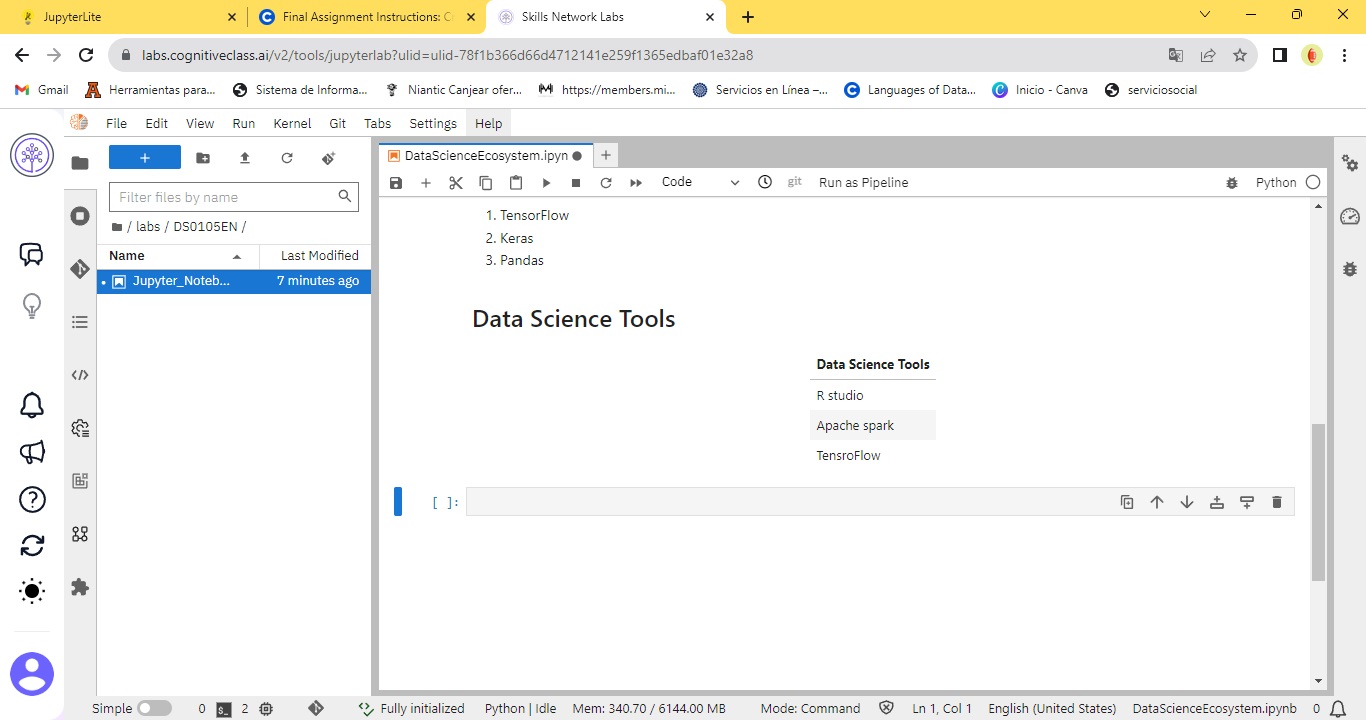 JupyterLite
Final Assignment Instructions: C
Skills Network Labs
labs.cognitiveclass.ai/v2/tools/jupyterlab?ulid=ulid-78f1b366d66d4712141e259f1365edbaf01e32a8
Gmail
Herramientas para...
Sistema de Informa...
Niantic Canjear ofer...
https://members.mi...
Servicios en Línea –...
Languages of Data...
Inicio - Canva
serviciosocial
File Edit View Run Kernel Git Tabs Settings Help
DataScienceEcosystem.ipyn
Code
git
Run as Pipeline
Python
Filter files by name
/ labs / DS0105EN /
Name Last Modified
Jupyter_Noteb... 7 minutes ago
1. TensorFlow
2. Keras
3. Pandas
Data Science Tools
Data Science Tools
R studio
Apache spark
TensroFlow
[ ]:
Simple 0 $_ 2 Fully initialized Python | Idle Mem: 340.70 / 6144.00 MB Mode: Command Ln 1, Col 1 English (United States) DataScienceEcosystem.ipynb 0